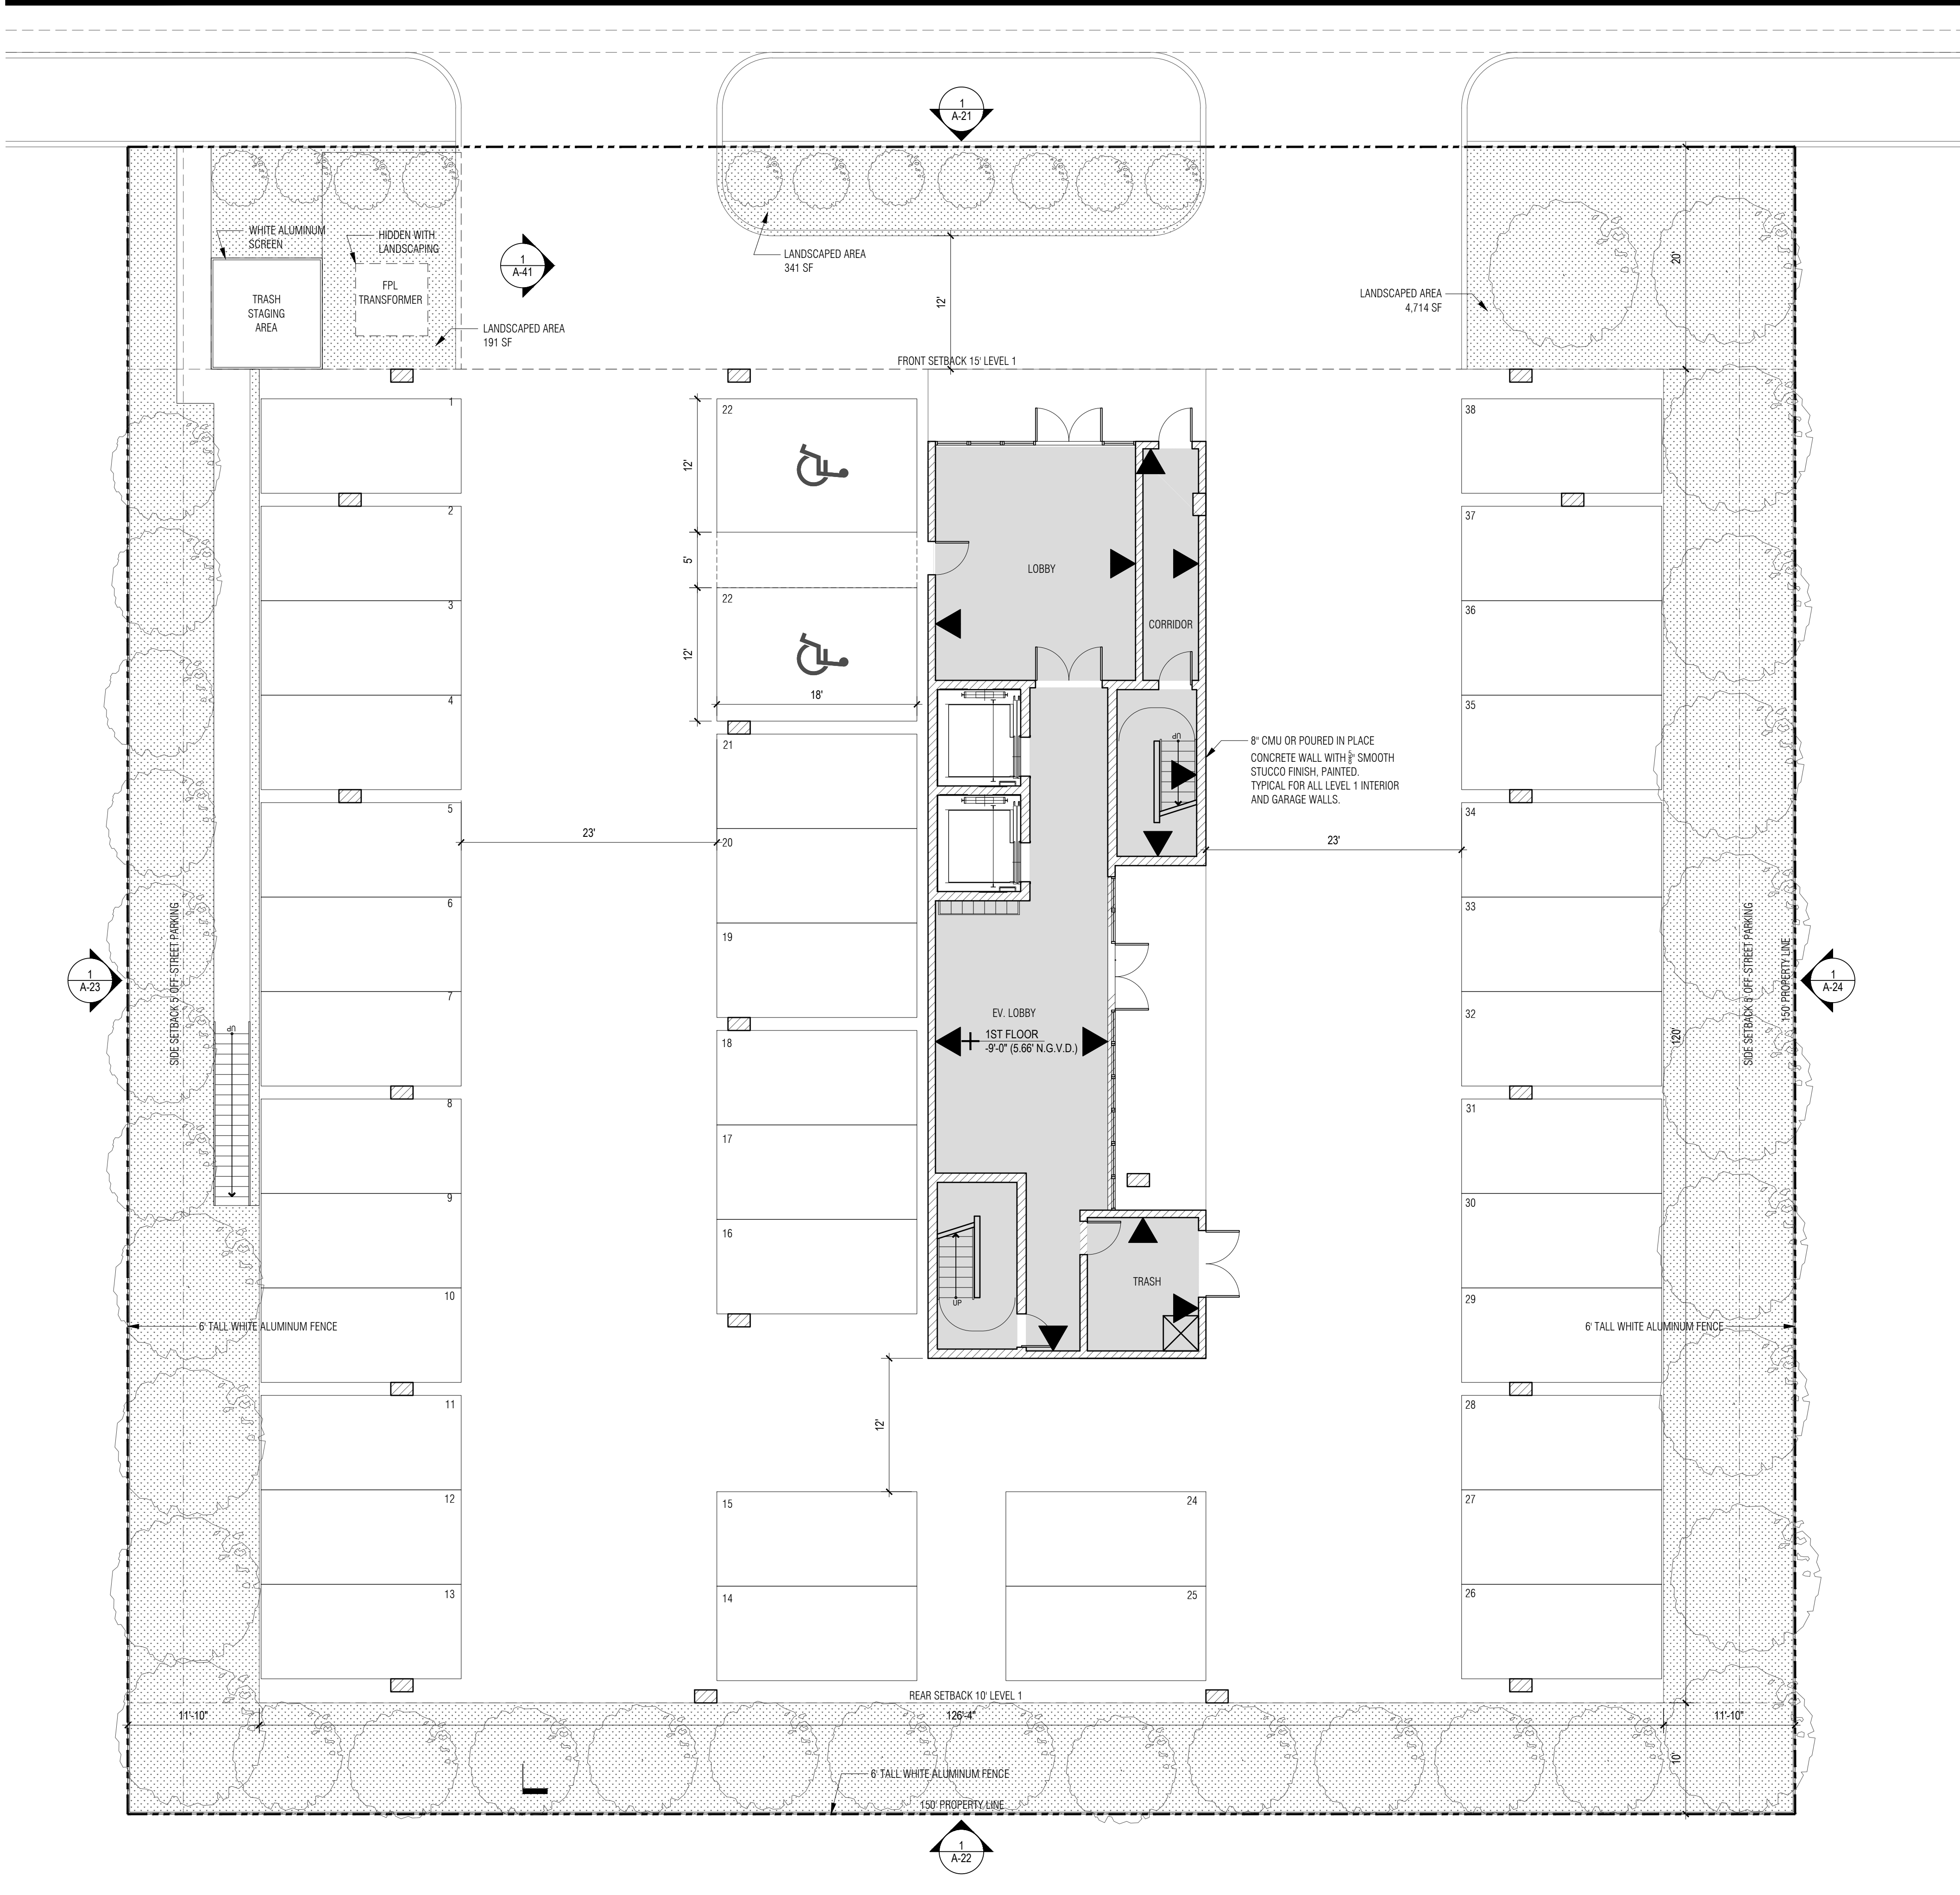 1
A-21
WHITE ALUMINUM
SCREEN
HIDDEN WITH
LANDSCAPING
1
A-41
LANDSCAPED AREA
341 SF
20'
FPL
TRANSFORMER
TRASH
STAGING
AREA
12'
LANDSCAPED AREA
4,714 SF
LANDSCAPED AREA
191 SF
FRONT SETBACK 15' LEVEL 1
1
22
38
12'
2
37
5'
LOBBY
3
22
36
CORRIDOR
12'
4
18'
35
21
UP
8" CMU OR POURED IN PLACE
CONCRETE WALL WITH 5/8" SMOOTH
STUCCO FINISH, PAINTED.
TYPICAL FOR ALL LEVEL 1 INTERIOR
AND GARAGE WALLS.
5
34
23'
20
23'
6
33
19
SIDE SETBACK 5' OFF-STREET PARKING
SIDE SETBACK 5' OFF-STREET PARKING
150' PROPERTY LINE
1
A-23
1
A-24
7
32
EV. LOBBY
UP
1ST FLOOR
-9'-0" (5.66' N.G.V.D.)
18
120'
8
31
17
9
30
16
TRASH
10
29
UP
6' TALL WHITE ALUMINUM FENCE
6' TALL WHITE ALUMINUM FENCE
11
28
12'
12
15
24
27
13
14
25
26
REAR SETBACK 10' LEVEL 1
11'-10"
126'-4"
11'-10"
10'
6' TALL WHITE ALUMINUM FENCE
150' PROPERTY LINE
1
A-22